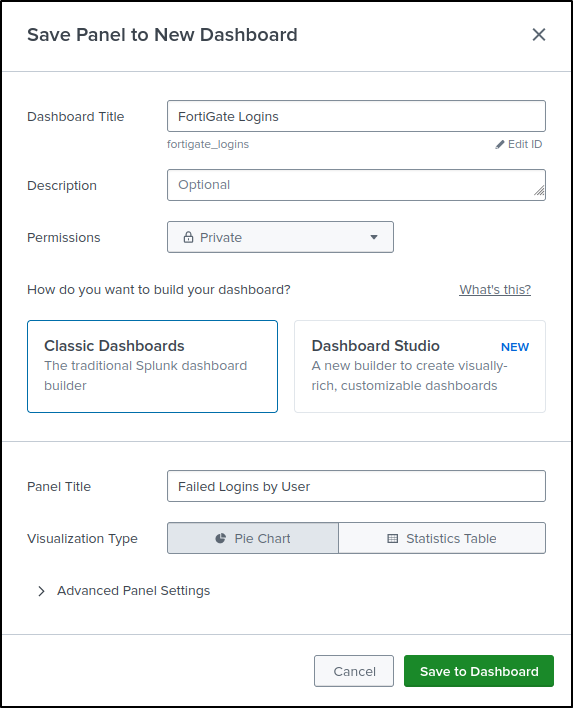 Save Panel to New Dashboard
Dashboard Title
FortiGate Logins
fortigate_logins
Edit ID
Description
Optional
Permissions
Private
How do you want to build your dashboard?
What's this?
Classic Dashboards
The traditional Splunk dashboard
builder
Dashboard Studio
NEW
A new builder to create visually-
rich, customizable dashboards
Panel Title
Failed Logins by User
Visualization Type
Pie Chart
Statistics Table
Advanced Panel Settings
Cancel
Save to Dashboard